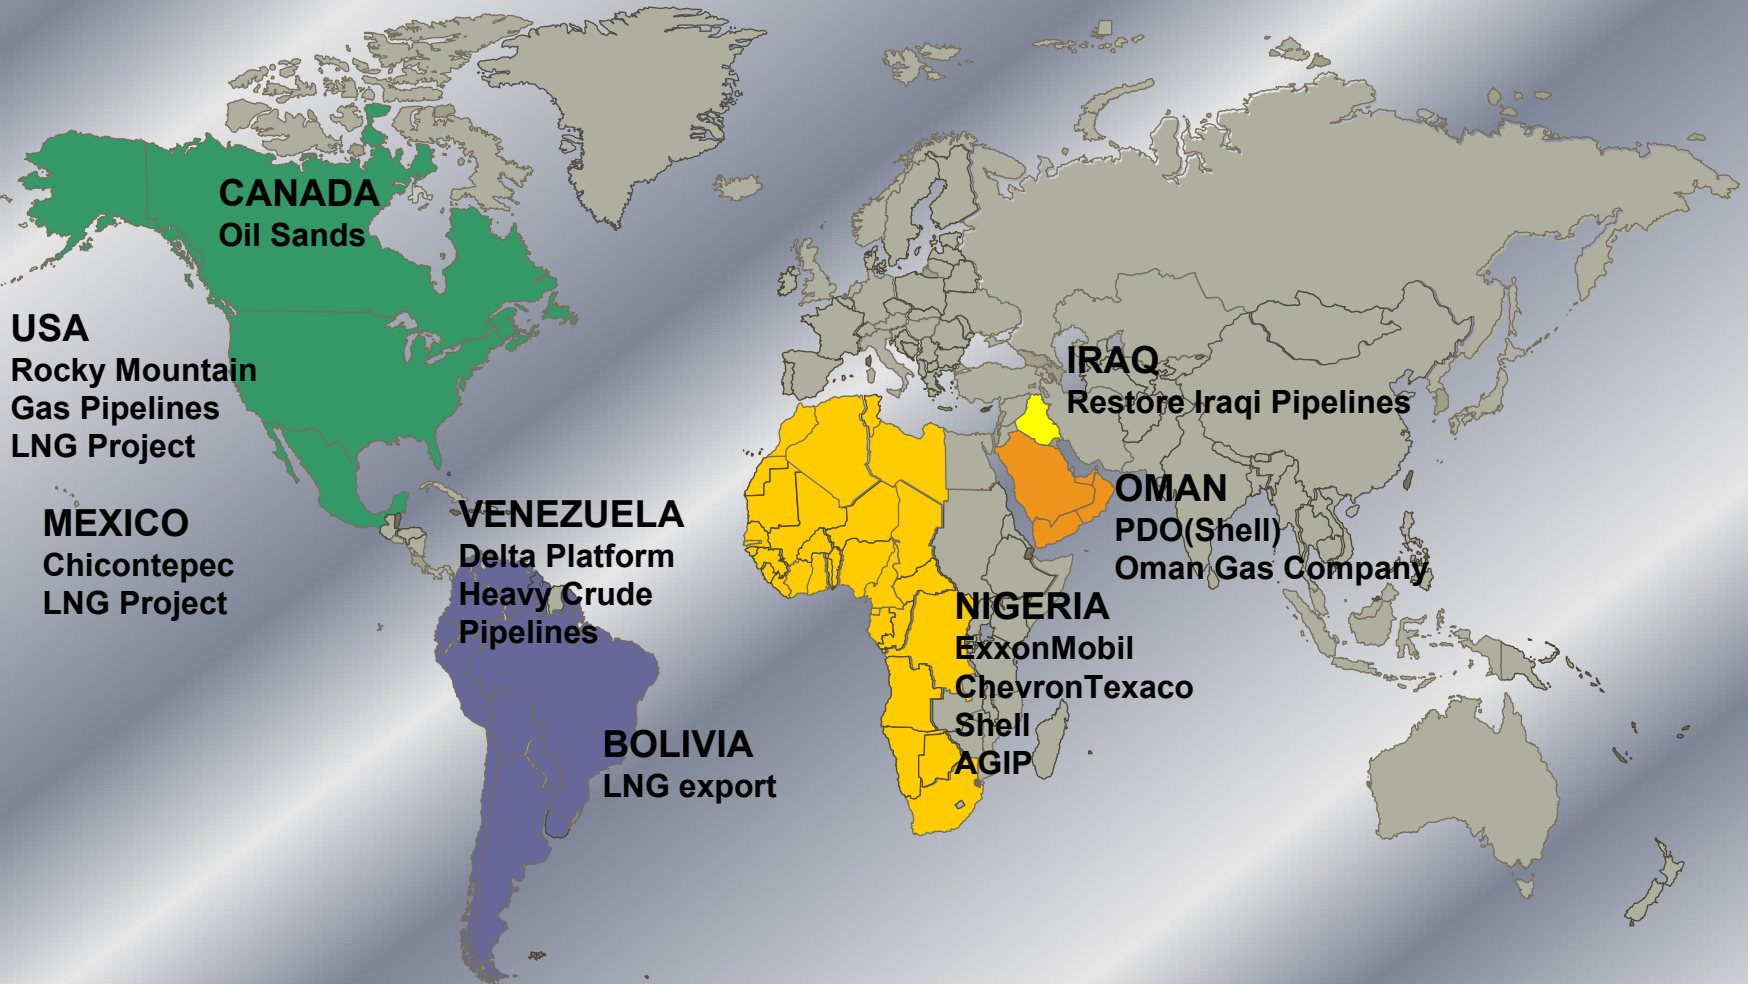 CANADA
Oil Sands
USA
Rocky Mountain
Gas Pipelines
LNG Project
MEXICO
Chicontepec
LNG Project
VENEZUELA
Delta Platform
Heavy Crude
Pipelines
BOLIVIA
LNG export
IRAQ
Restore Iraqi Pipelines
OMAN
PDO(Shell)
Oman Gas Company
NIGERIA
ExxonMobil
ChevronTexaco
Shell
AGIP